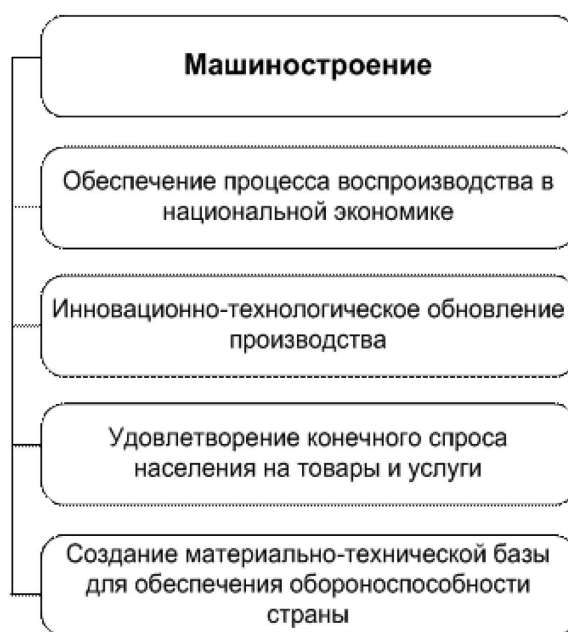 Машиностроение
Обеспечение процесса воспроизводства в
национальной экономике
Инновационно-технологическое обновление
производства
Удовлетворение конечного спроса
населения на товары и услуги
Создание материально-технической базы
для обеспечения обороноспособности
страны